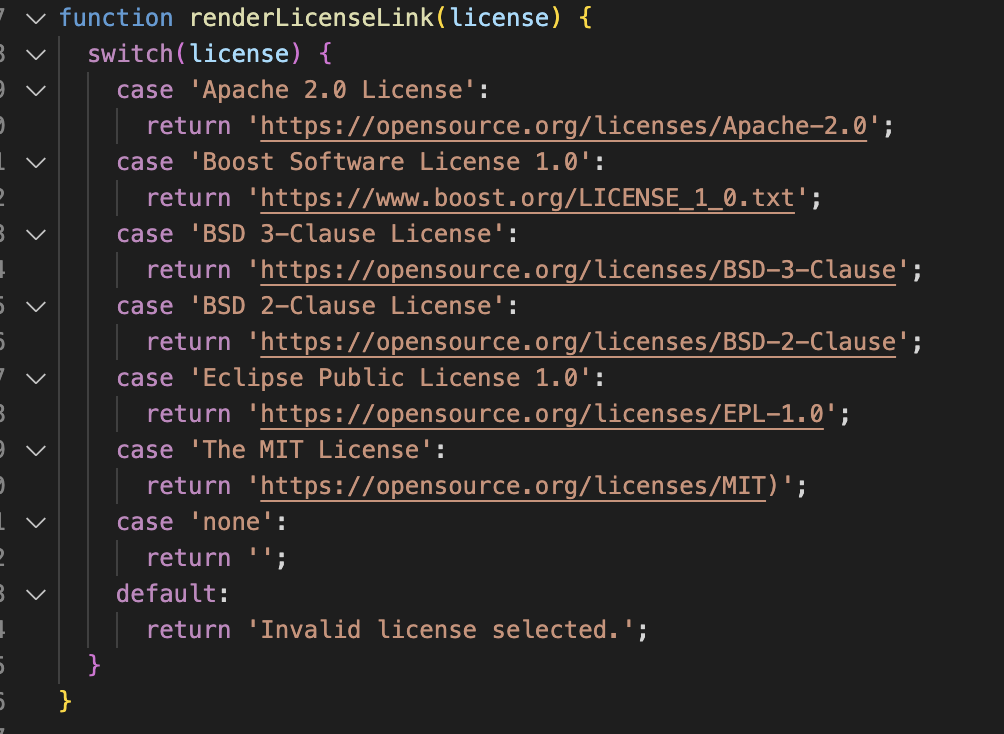 function renderLicenseLink(license) {
switch(license) {
case 'Apache 2.0 License':
return 'https://opensource.org/licenses/Apache-2.0';
case 'Boost Software License 1.0':
return 'https://www.boost.org/LICENSE_1_0.txt';
case 'BSD 3-Clause License':
return 'https://opensource.org/licenses/BSD-3-Clause';
case 'BSD 2-Clause License':
return 'https://opensource.org/licenses/BSD-2-Clause';
case 'Eclipse Public License 1.0':
return 'https://opensource.org/licenses/EPL-1.0';
case 'The MIT License':
return 'https://opensource.org/licenses/MIT)';
case 'none':
return '';
default:
return 'Invalid license selected.';
}
}